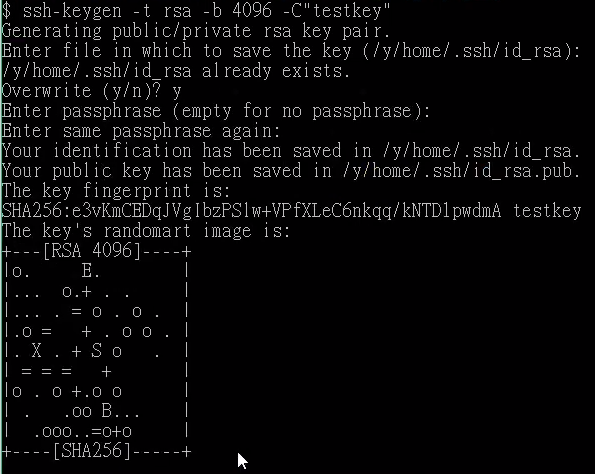 $ ssh-keygen -t rsa -b 4096 -C"testkey"
Generating public/private rsa key pair.
Enter file in which to save the key (/y/home/.ssh/id_rsa):
/y/home/.ssh/id_rsa already exists.
Overwrite (y/n)? y
Enter passphrase (empty for no passphrase):
Enter same passphrase again:
Your identification has been saved in /y/home/.ssh/id_rsa.
Your public key has been saved in /y/home/.ssh/id_rsa.pub.
The key fingerprint is:
SHA256:e3vKmCEDqJVgIbzPS1w+VPfXLeC6nkqq/kNTD1pwdmA testkey
The key's randomart image is:
+---[RSA 4096]----+
|o.     E.        |
|...  o.+ . .     |
|... . = o . o .  |
|.o =   + . o o . |
|. X . + S o   .  |
| = = =   +       |
|o . o +.o o      |
| .   .oo B...    |
|  .ooo..=o+o     |
+----[SHA256]-----+